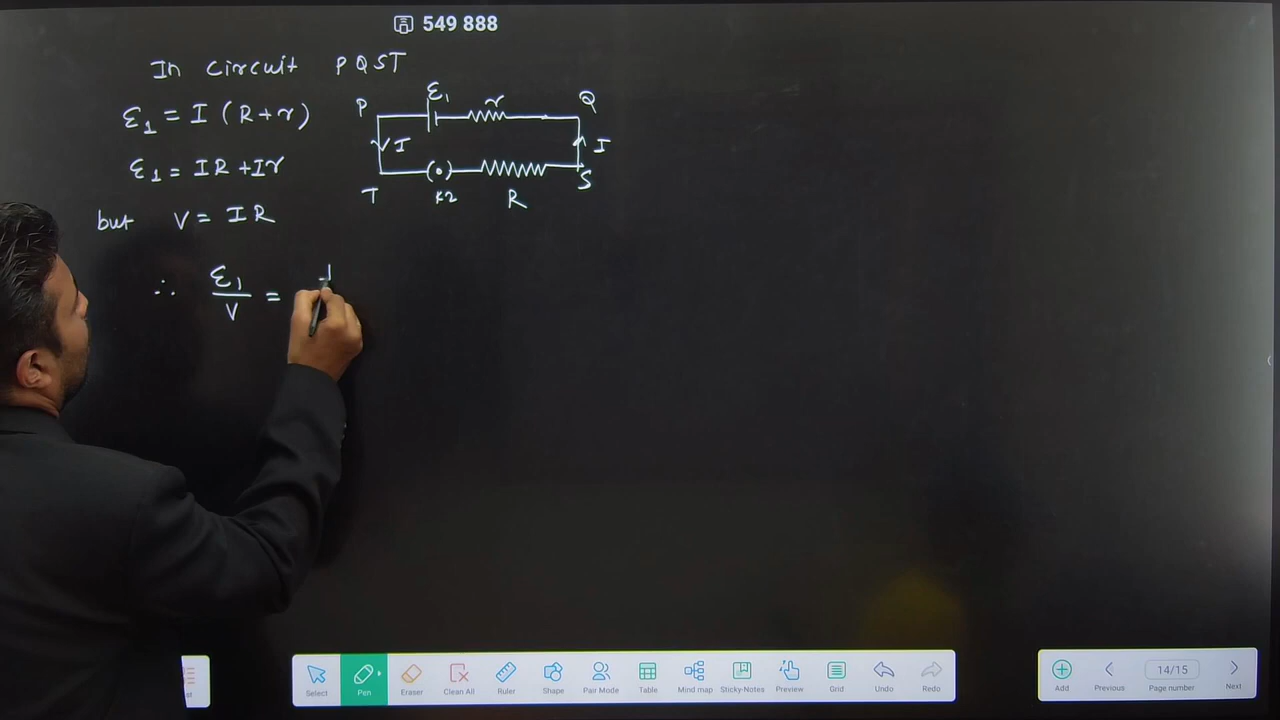 549 888
In Circuit PQST
ε1 = I (R+r)
ε1 = IR + Ir
but V = IR
∴ ε1/V =
P
ε1
r
Q
I
I
T
K2
R
S
Select
Pen
Eraser
Clean All
Ruler
Shape
Pair Mode
Table
Mind map
Sticky-Notes
Preview
Grid
Undo
Redo
Add
Previous
14/15
Page number
Next